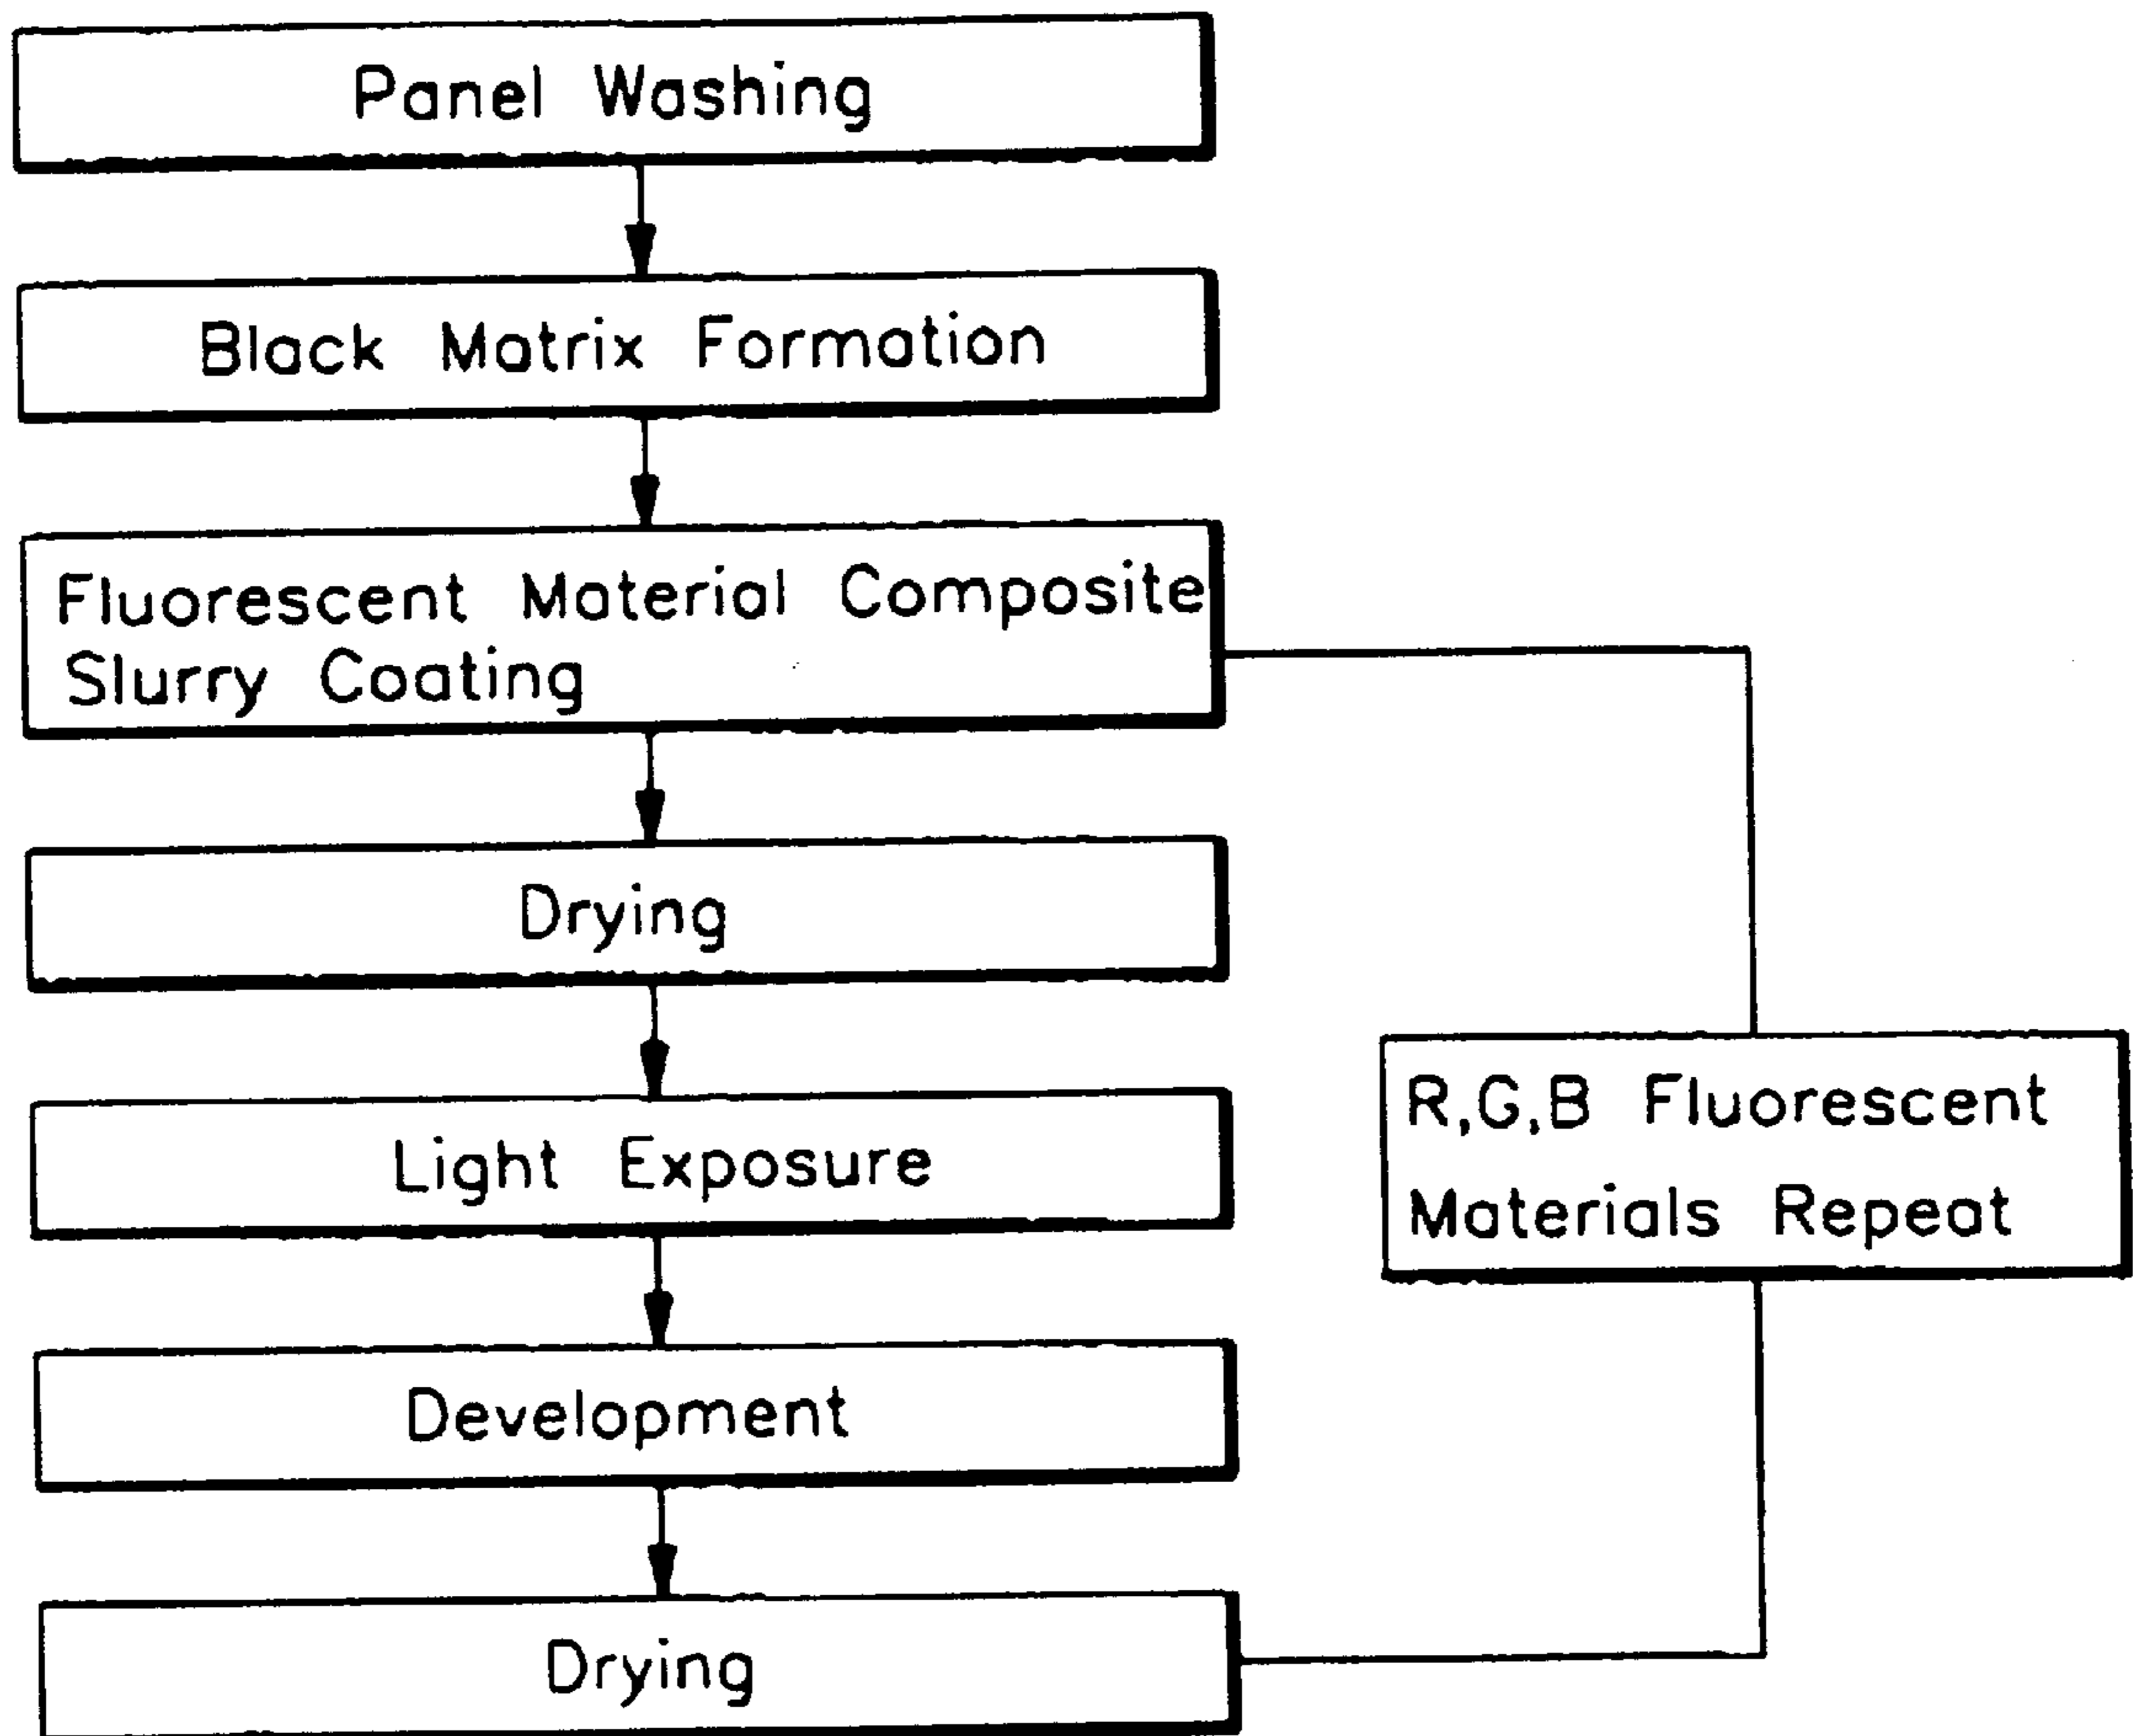 Panel Washing
Black Matrix Formation
Fluorescent Material Composite
Slurry Coating
Drying
Light Exposure
R,G,B Fluorescent
Materials Repeat
Development
Drying